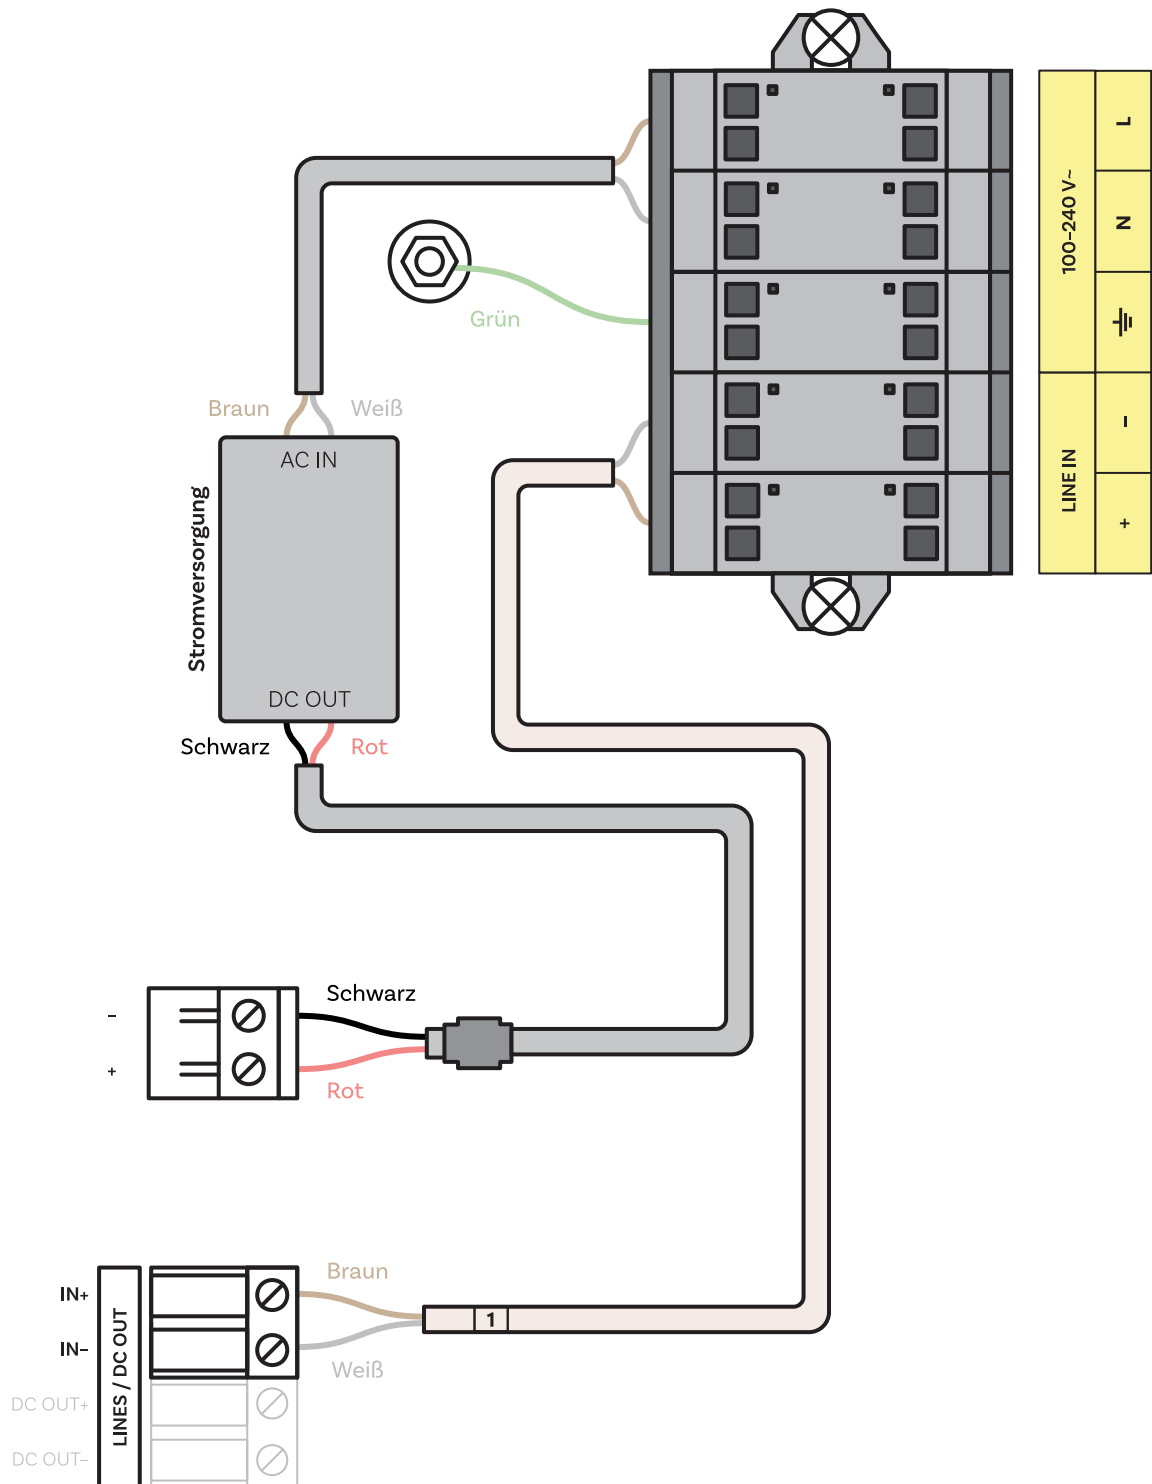 L
100-240 V~
N
Grün
Braun
Weiß
AC IN
–
LINE IN
+
Stromversorgung
DC OUT
Schwarz
Rot
Schwarz
–
+
Rot
Braun
IN+
1
IN–
Weiß
LINES / DC OUT
DC OUT+
DC OUT–